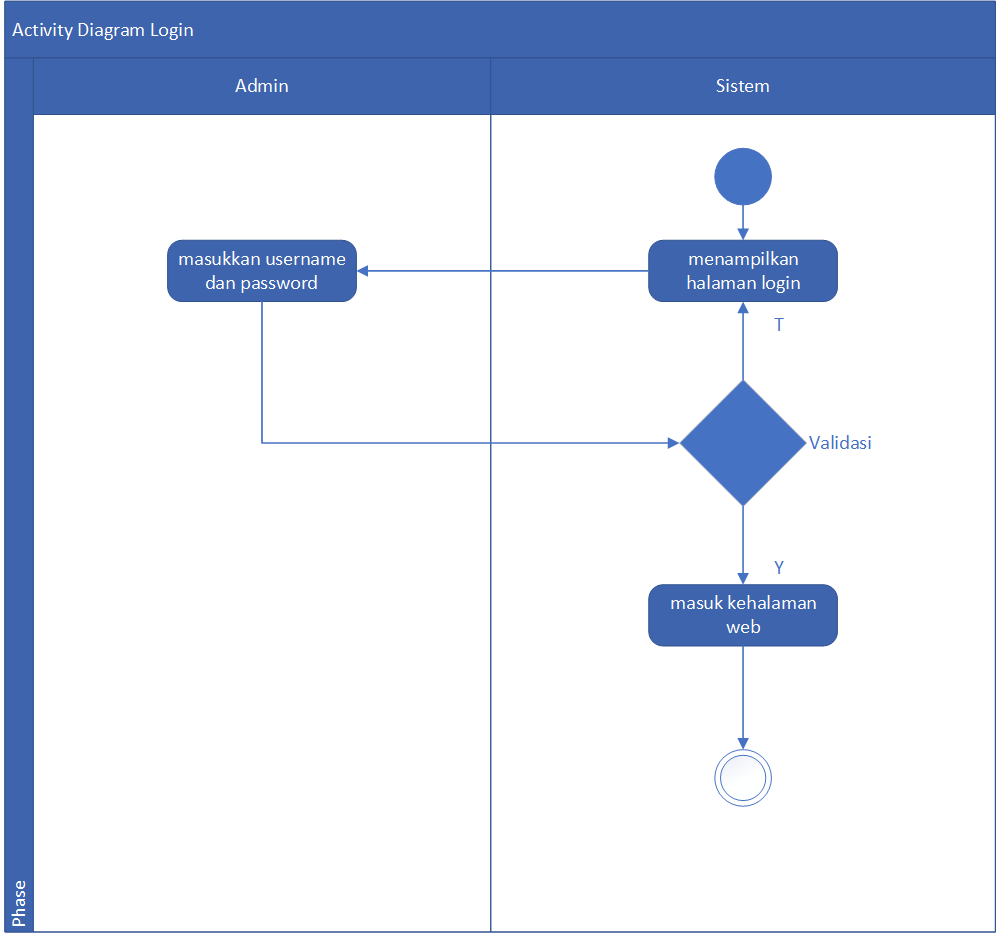 Activity Diagram Login
Admin
Sistem
masukkan username
dan password
menampilkan
halaman login
T
Validasi
Y
masuk kehalaman
web
Phase